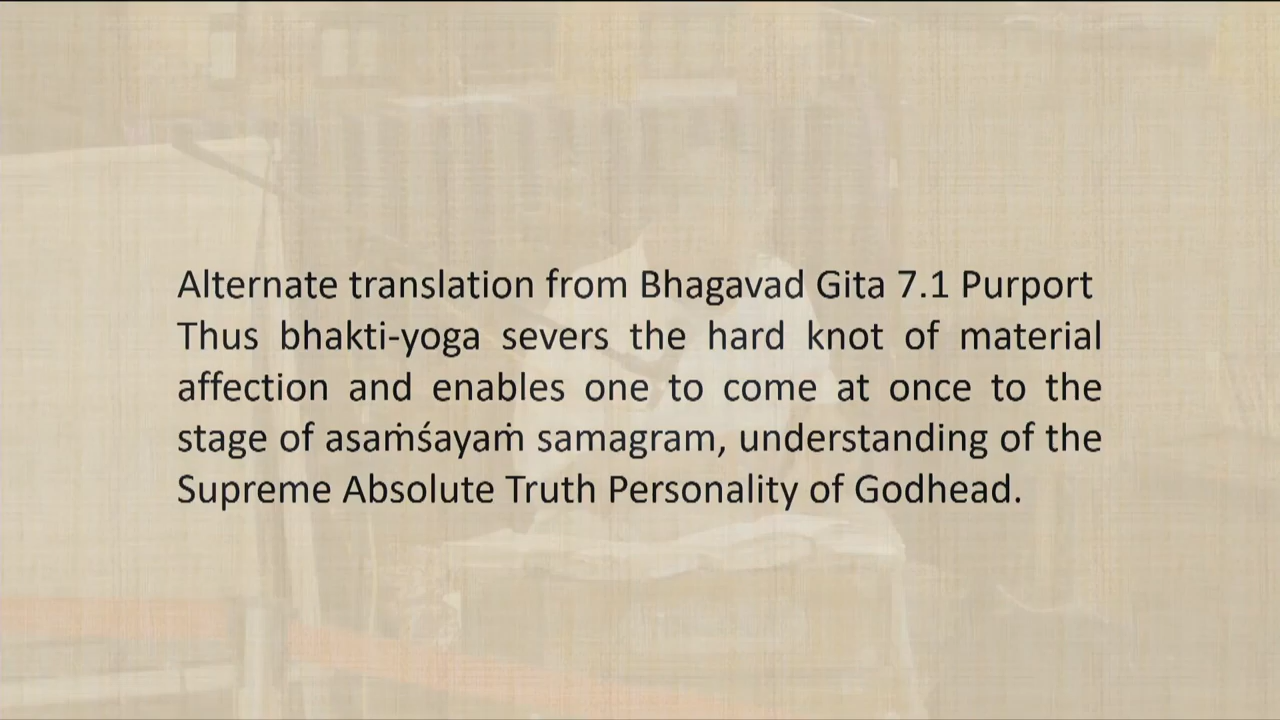 Alternate translation from Bhagavad Gita 7.1 Purport
Thus bhakti-yoga severs the hard knot of material
affection and enables one to come at once to the
stage of asaṁśayaṁ samagram, understanding of the
Supreme Absolute Truth Personality of Godhead.